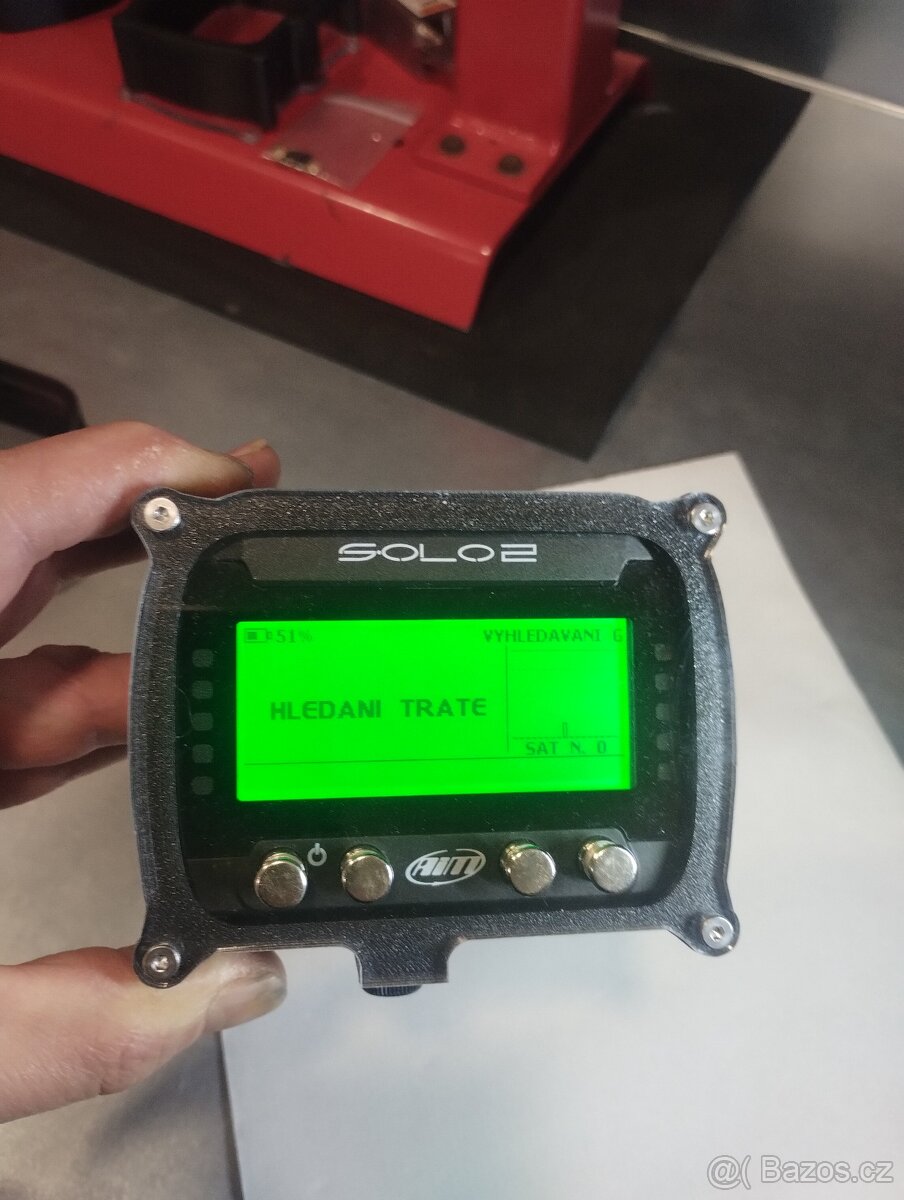 SOLO2
51%
VYHLEDAVANI G
HLEDANI TRATE
SAT N. 0
AIM
@( Bazos.cz